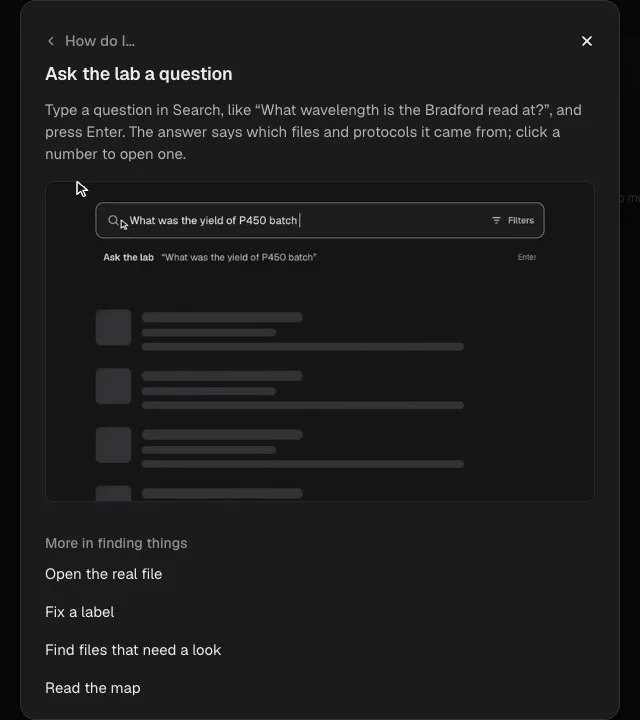 How do I...
Ask the lab a question
Type a question in Search, like “What wavelength is the Bradford read at?”, and
press Enter. The answer says which files and protocols it came from; click a
number to open one.
What was the yield of P450 batch
Filters
Ask the lab “What was the yield of P450 batch”
Enter
More in finding things
Open the real file
Fix a label
Find files that need a look
Read the map